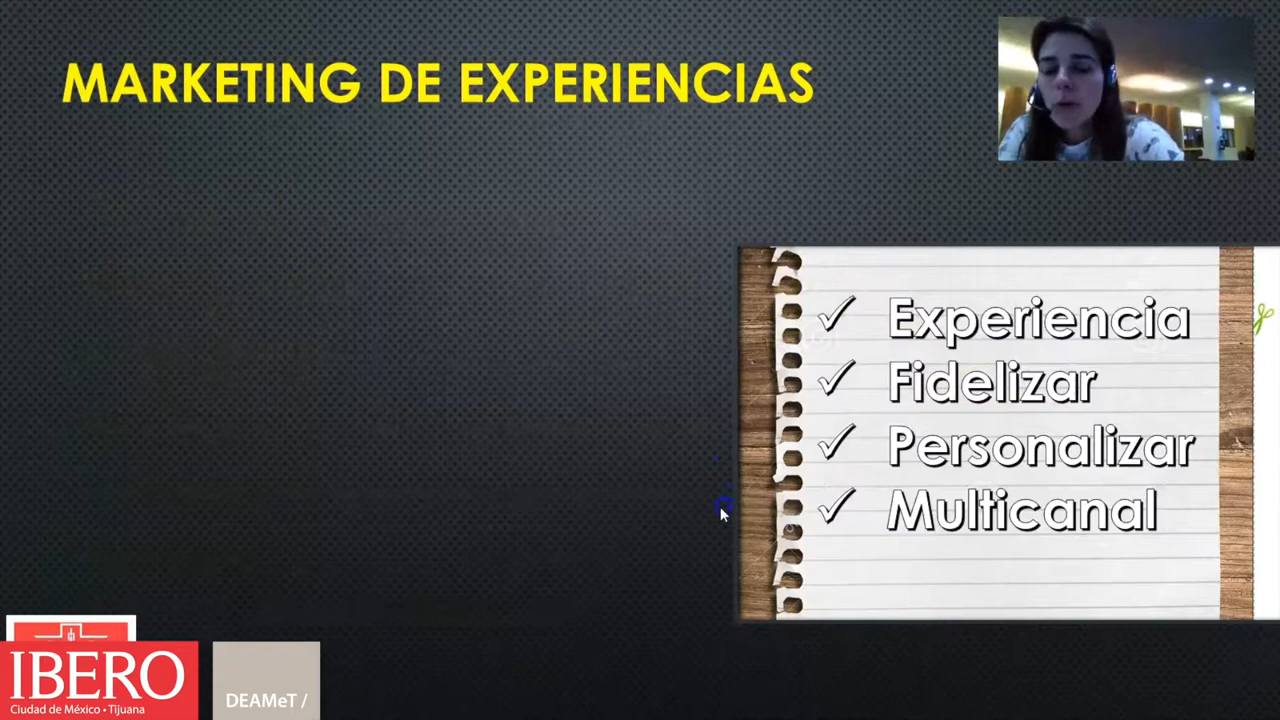 MARKETING DE EXPERIENCIAS
✓ Experiencia
✓ Fidelizar
✓ Personalizar
✓ Multicanal
IBERO
Ciudad de México • Tijuana
DEAMeT /